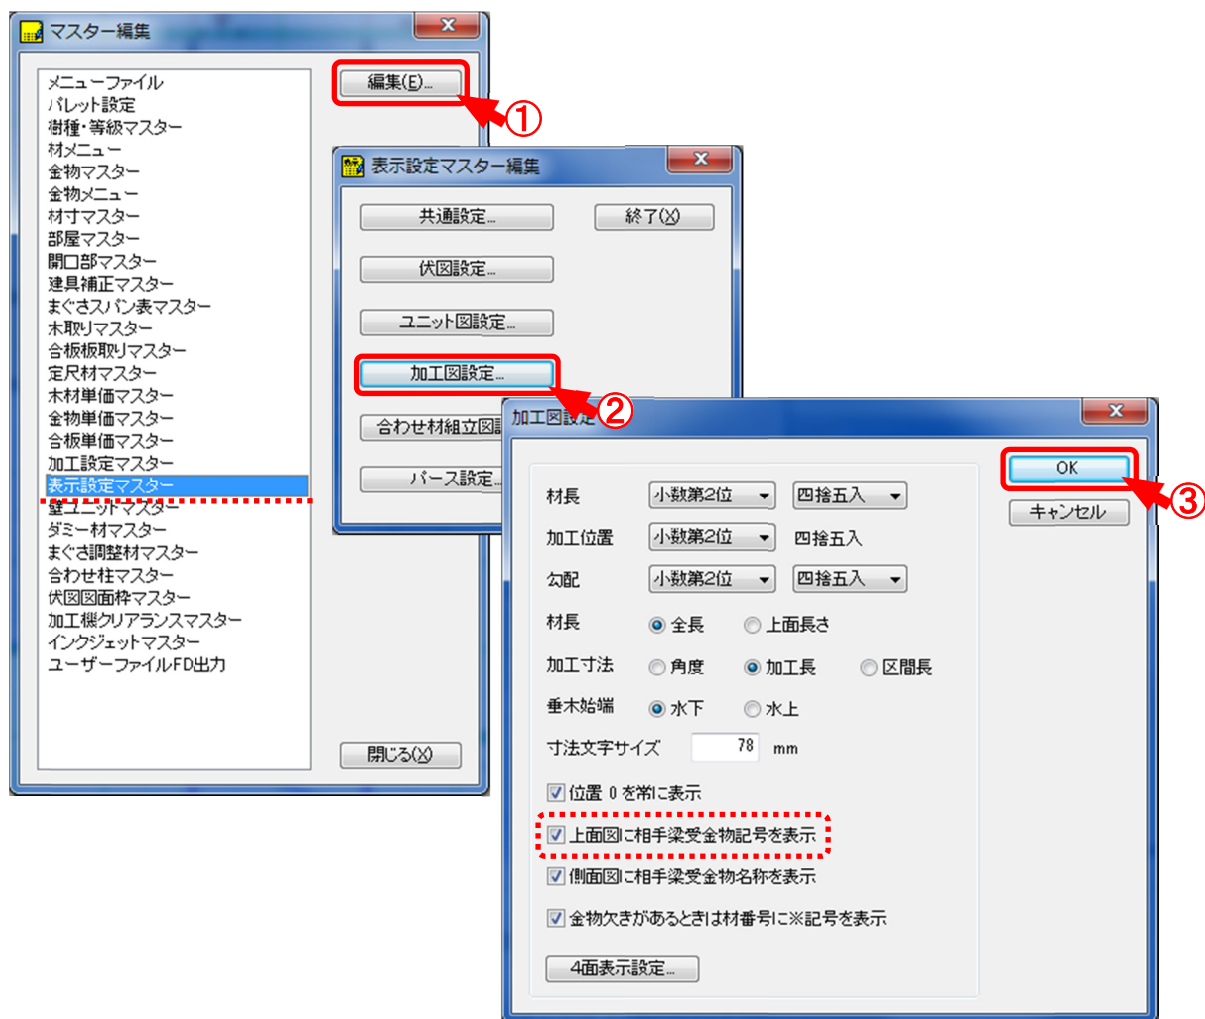 マスター編集
メニューファイル
パレット設定
樹種・等級マスター
材メニュー
金物マスター
金物メニュー
材寸マスター
部屋マスター
開口部マスター
建具補正マスター
まぐさスパン表マスター
木取りマスター
合板板取りマスター
定尺材マスター
木材単価マスター
金物単価マスター
合板単価マスター
加工設定マスター
表示設定マスター
壁ユニットマスター
ダミー材マスター
まぐさ調整材マスター
合わせ柱マスター
伏図図面枠マスター
加工機クリアランスマスター
インクジェットマスター
ユーザーファイルFD出力
編集(E)...
①
閉じる(X)
表示設定マスター編集
共通設定...
終了(X)
伏図設定...
ユニット図設定...
加工図設定...
②
合わせ材組立図設
パース設定...
加工図設定
OK
③
キャンセル
材長 小数第2位 四捨五入
加工位置 小数第2位 四捨五入
勾配 小数第2位 四捨五入
材長 全長 上面長さ
加工寸法 角度 加工長 区間長
垂木始端 水下 水上
寸法文字サイズ 78 mm
位置 0 を常に表示
上面図に相手梁受金物記号を表示
側面図に相手梁受金物名称を表示
金物欠きがあるときは材番号に※記号を表示
4面表示設定...